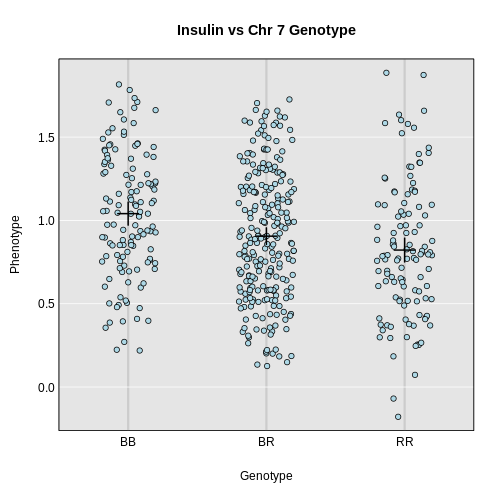 Insulin vs Chr 7 Genotype
Phenotype
1.5
1.0
0.5
0.0
BB
BR
RR
Genotype